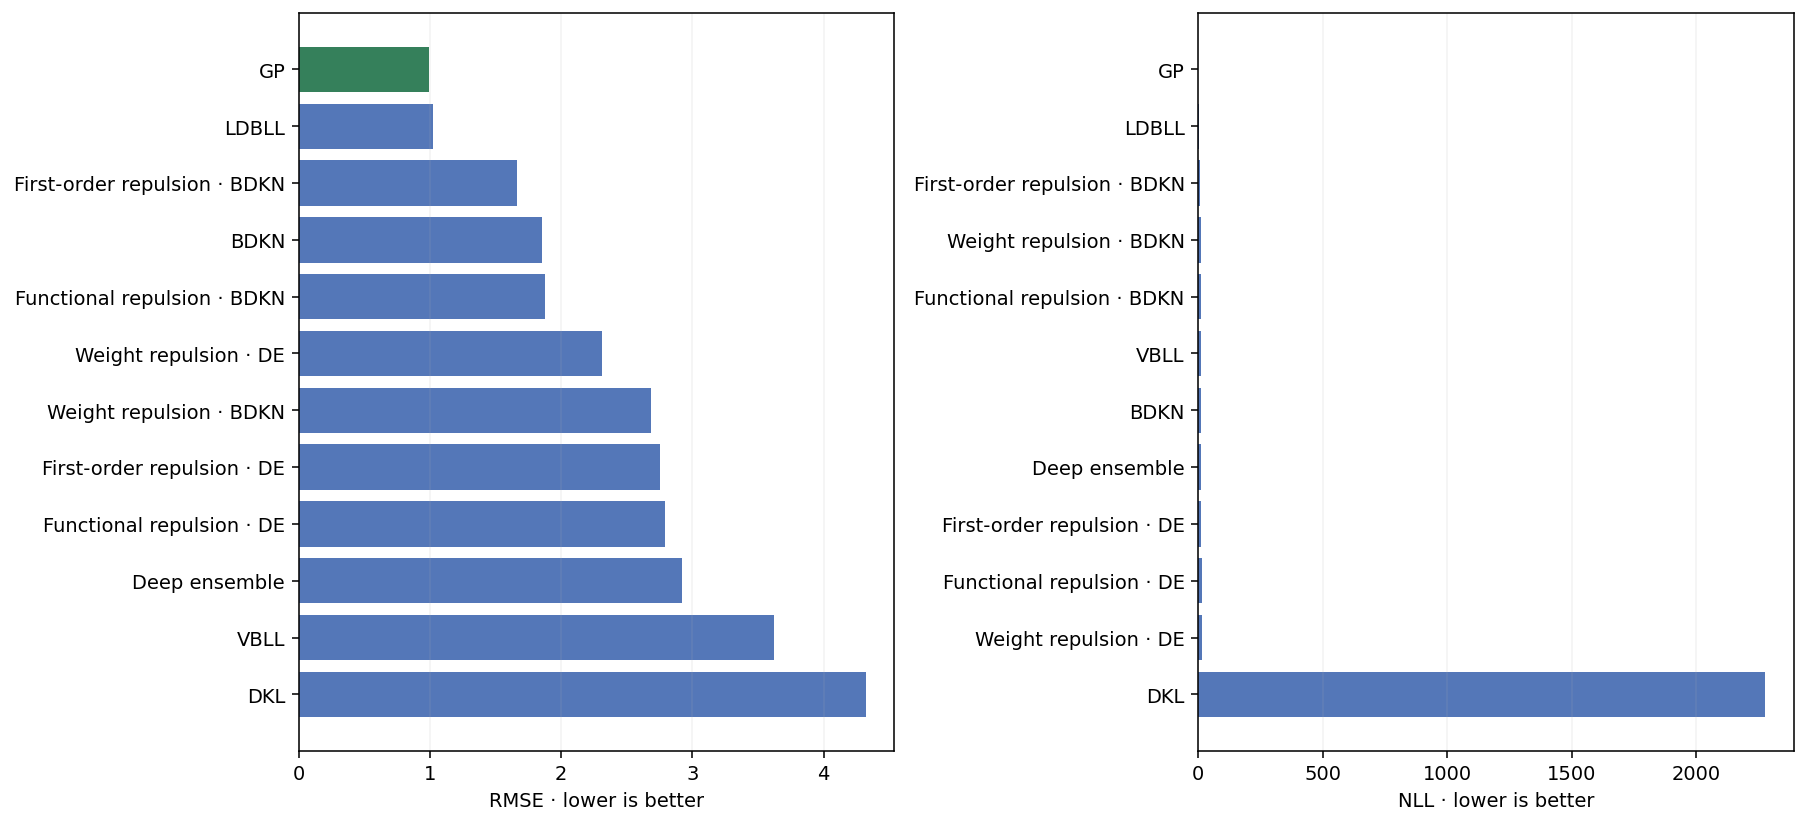 GP
LDBLL
First-order repulsion · BDKN
BDKN
Functional repulsion · BDKN
Weight repulsion · DE
Weight repulsion · BDKN
First-order repulsion · DE
Functional repulsion · DE
Deep ensemble
VBLL
DKL
0 1 2 3 4
RMSE · lower is better
GP
LDBLL
First-order repulsion · BDKN
Weight repulsion · BDKN
Functional repulsion · BDKN
VBLL
BDKN
Deep ensemble
First-order repulsion · DE
Functional repulsion · DE
Weight repulsion · DE
DKL
0 500 1000 1500 2000
NLL · lower is better